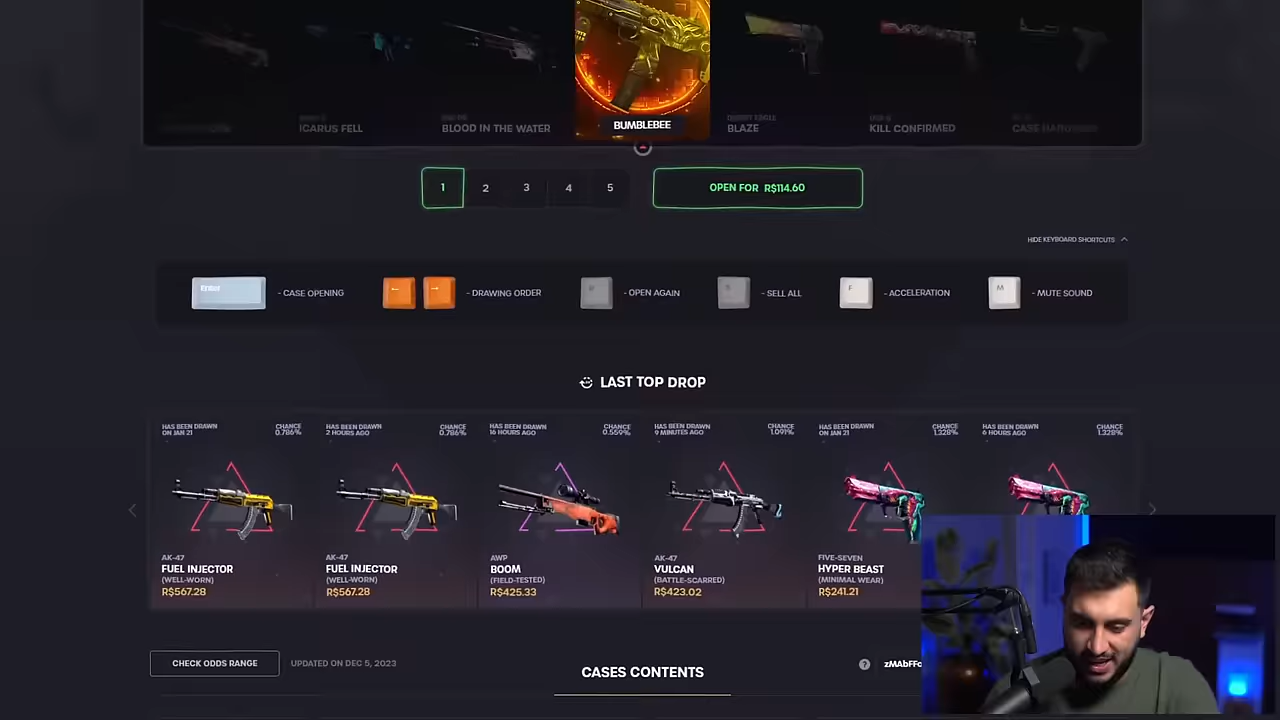 ICARUS FELL
BLOOD IN THE WATER
BUMBLEBEE
DESERT EAGLE
BLAZE
KILL CONFIRMED
CASE HARDENED
1
2
3
4
5
OPEN FOR R$114.60
HIDE KEYBOARD SHORTCUTS
- CASE OPENING
- DRAWING ORDER
- OPEN AGAIN
- SELL ALL
F
- ACCELERATION
M
- MUTE SOUND
LAST TOP DROP
HAS BEEN DRAWN
ON JAN 21
CHANCE
0.786%
AK-47
FUEL INJECTOR
(WELL-WORN)
R$567.28
HAS BEEN DRAWN
2 HOURS AGO
CHANCE
0.786%
AK-47
FUEL INJECTOR
(WELL-WORN)
R$567.28
HAS BEEN DRAWN
16 HOURS AGO
CHANCE
0.559%
AWP
BOOM
(FIELD-TESTED)
R$425.33
HAS BEEN DRAWN
9 MINUTES AGO
CHANCE
1.091%
AK-47
VULCAN
(BATTLE-SCARRED)
R$423.02
HAS BEEN DRAWN
ON JAN 21
CHANCE
1.328%
FIVE-SEVEN
HYPER BEAST
(MINIMAL WEAR)
R$241.21
HAS BEEN DRAWN
6 HOURS AGO
CHANCE
1.328%
CHECK ODDS RANGE
UPDATED ON DEC 5, 2023
CASES CONTENTS
?